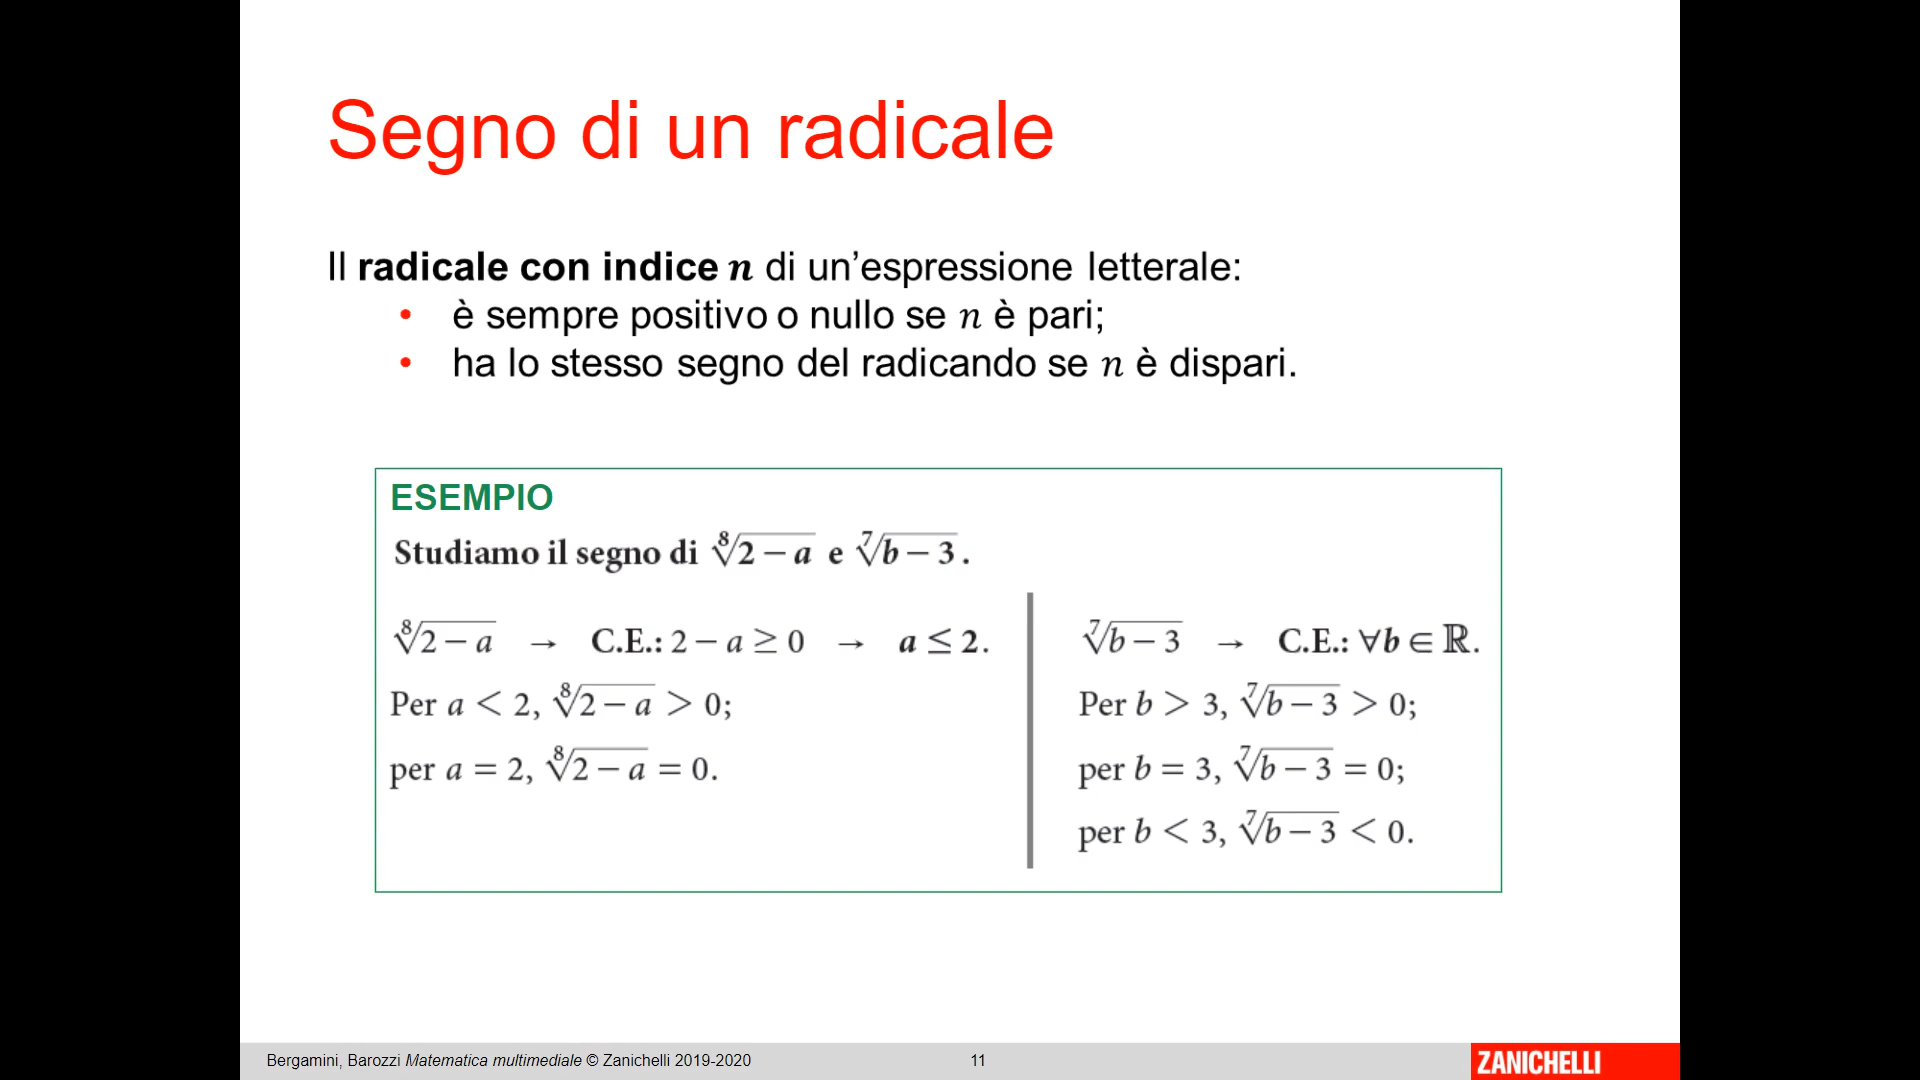 Segno di un radicale
Il radicale con indice n di un’espressione letterale:
• è sempre positivo o nullo se n è pari;
• ha lo stesso segno del radicando se n è dispari.
ESEMPIO
Studiamo il segno di ⁸√(2 − a) e ⁷√(b − 3).
⁸√(2 − a) → C.E.: 2 − a ≥ 0 → a ≤ 2.
Per a < 2, ⁸√(2 − a) > 0;
per a = 2, ⁸√(2 − a) = 0.
⁷√(b − 3) → C.E.: ∀b ∈ ℝ.
Per b > 3, ⁷√(b − 3) > 0;
per b = 3, ⁷√(b − 3) = 0;
per b < 3, ⁷√(b − 3) < 0.
Bergamini, Barozzi Matematica multimediale © Zanichelli 2019-2020
11
ZANICHELLI